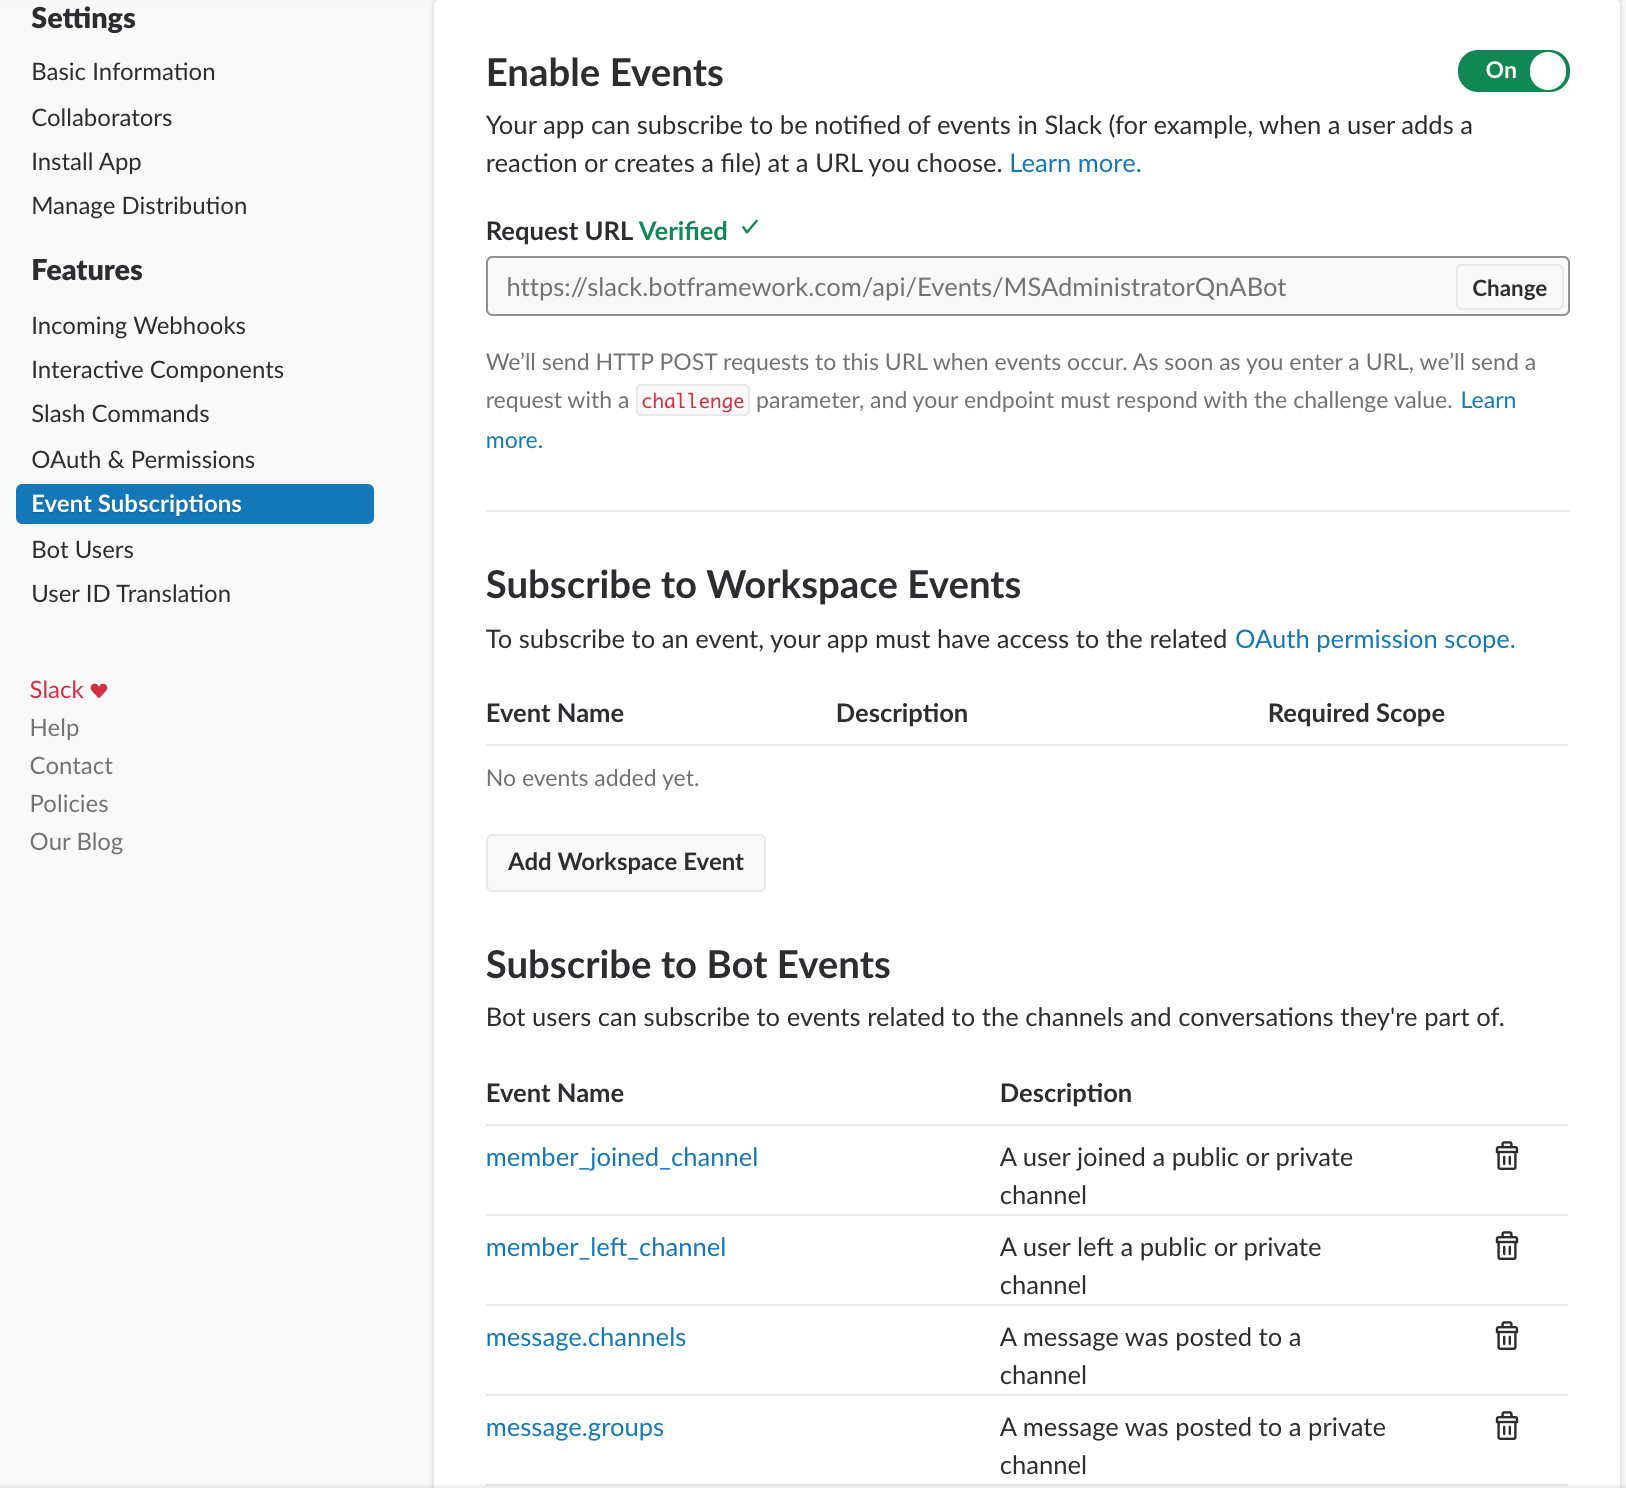 Settings
Basic Information
Collaborators
Install App
Manage Distribution
Features
Incoming Webhooks
Interactive Components
Slash Commands
OAuth & Permissions
Event Subscriptions
Bot Users
User ID Translation
Slack
Help
Contact
Policies
Our Blog
Enable Events
On
Your app can subscribe to be notified of events in Slack (for example, when a user adds a
reaction or creates a file) at a URL you choose. Learn more.
Request URL Verified ✓
https://slack.botframework.com/api/Events/MSAdministratorQnABot
Change
We’ll send HTTP POST requests to this URL when events occur. As soon as you enter a URL, we’ll send a
request with a challenge parameter, and your endpoint must respond with the challenge value. Learn
more.
Subscribe to Workspace Events
To subscribe to an event, your app must have access to the related OAuth permission scope.
Event Name Description Required Scope
No events added yet.
Add Workspace Event
Subscribe to Bot Events
Bot users can subscribe to events related to the channels and conversations they're part of.
Event Name Description
member_joined_channel A user joined a public or private
channel
member_left_channel A user left a public or private
channel
message.channels A message was posted to a
channel
message.groups A message was posted to a private
channel